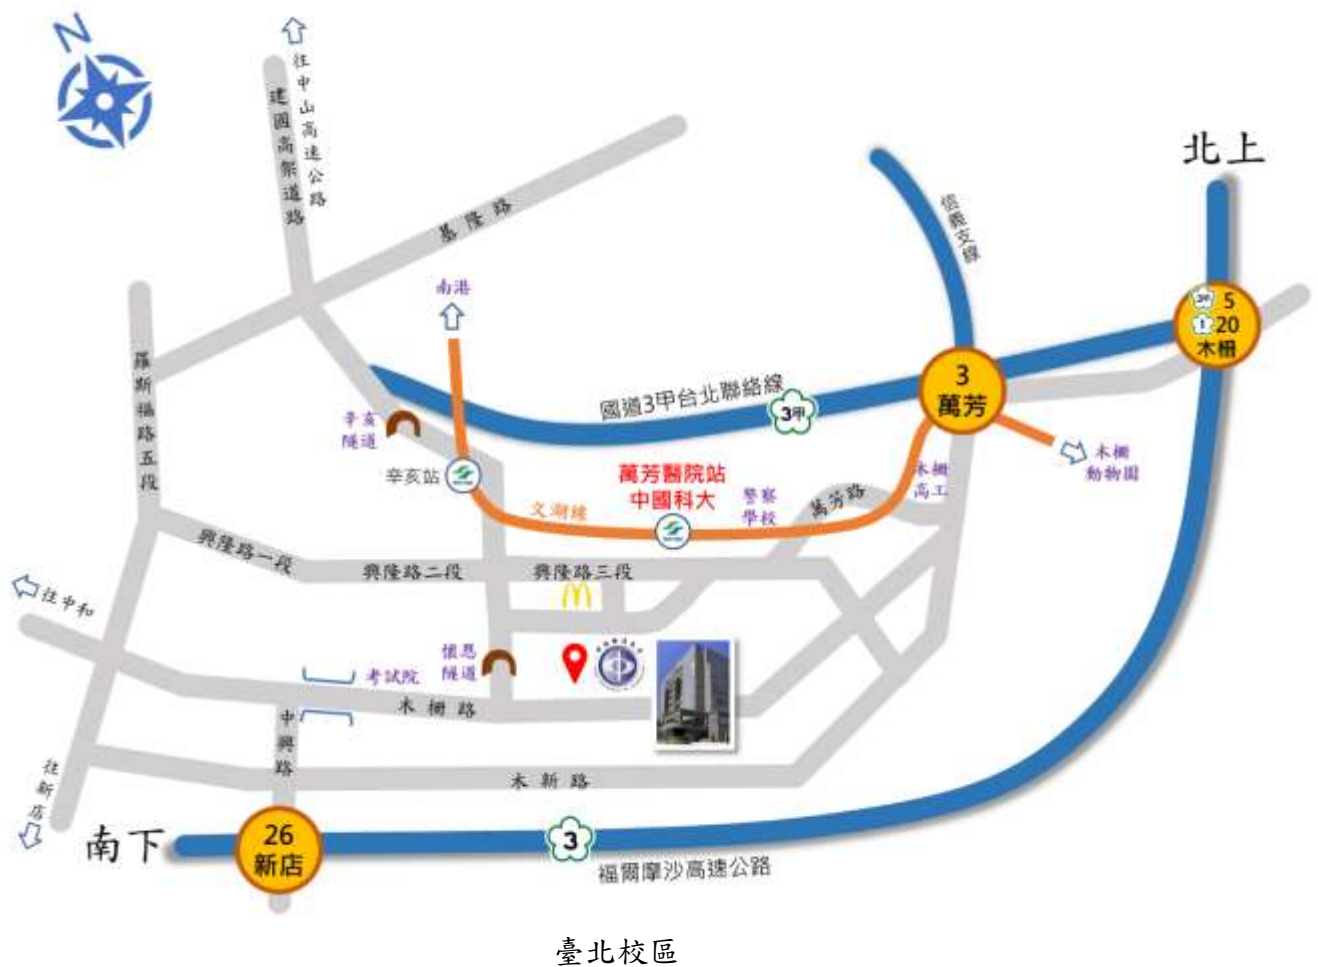 N
往中山高速公路
建國高架道路
北上
基隆路
信義支線
南港
3甲 5
1 20
木柵
羅斯福路五段
3
萬芳
國道3甲台北聯絡線
3甲
辛亥
隧道
木柵
動物園
辛亥站
萬芳醫院站
中國科大
木柵
高工
警察
學校
萬芳路
文湖線
興隆路一段
興隆路二段
興隆路三段
往中和
懷恩
隧道
考試院
木柵路
中興路
往新店
木新路
南下
26
新店
3
福爾摩沙高速公路
臺北校區